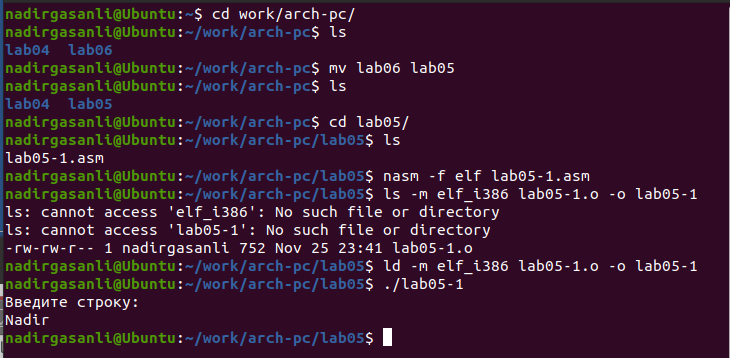 nadirgasanli@Ubuntu:~$ cd work/arch-pc/
nadirgasanli@Ubuntu:~/work/arch-pc$ ls
lab04  lab06
nadirgasanli@Ubuntu:~/work/arch-pc$ mv lab06 lab05
nadirgasanli@Ubuntu:~/work/arch-pc$ ls
lab04  lab05
nadirgasanli@Ubuntu:~/work/arch-pc$ cd lab05/
nadirgasanli@Ubuntu:~/work/arch-pc/lab05$ ls
lab05-1.asm
nadirgasanli@Ubuntu:~/work/arch-pc/lab05$ nasm -f elf lab05-1.asm
nadirgasanli@Ubuntu:~/work/arch-pc/lab05$ ls -m elf_i386 lab05-1.o -o lab05-1
ls: cannot access 'elf_i386': No such file or directory
ls: cannot access 'lab05-1': No such file or directory
-rw-rw-r-- 1 nadirgasanli 752 Nov 25 23:41 lab05-1.o
nadirgasanli@Ubuntu:~/work/arch-pc/lab05$ ld -m elf_i386 lab05-1.o -o lab05-1
nadirgasanli@Ubuntu:~/work/arch-pc/lab05$ ./lab05-1
Введите строку:
Nadir
nadirgasanli@Ubuntu:~/work/arch-pc/lab05$